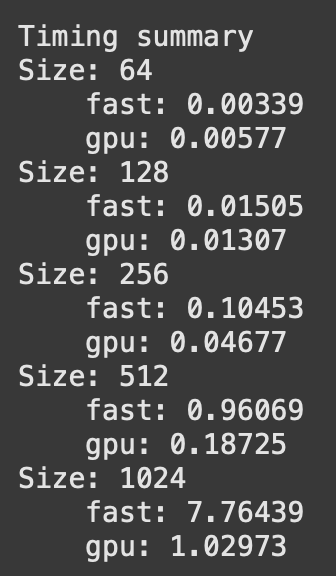 Timing summary
Size: 64
    fast: 0.00339
    gpu: 0.00577
Size: 128
    fast: 0.01505
    gpu: 0.01307
Size: 256
    fast: 0.10453
    gpu: 0.04677
Size: 512
    fast: 0.96069
    gpu: 0.18725
Size: 1024
    fast: 7.76439
    gpu: 1.02973